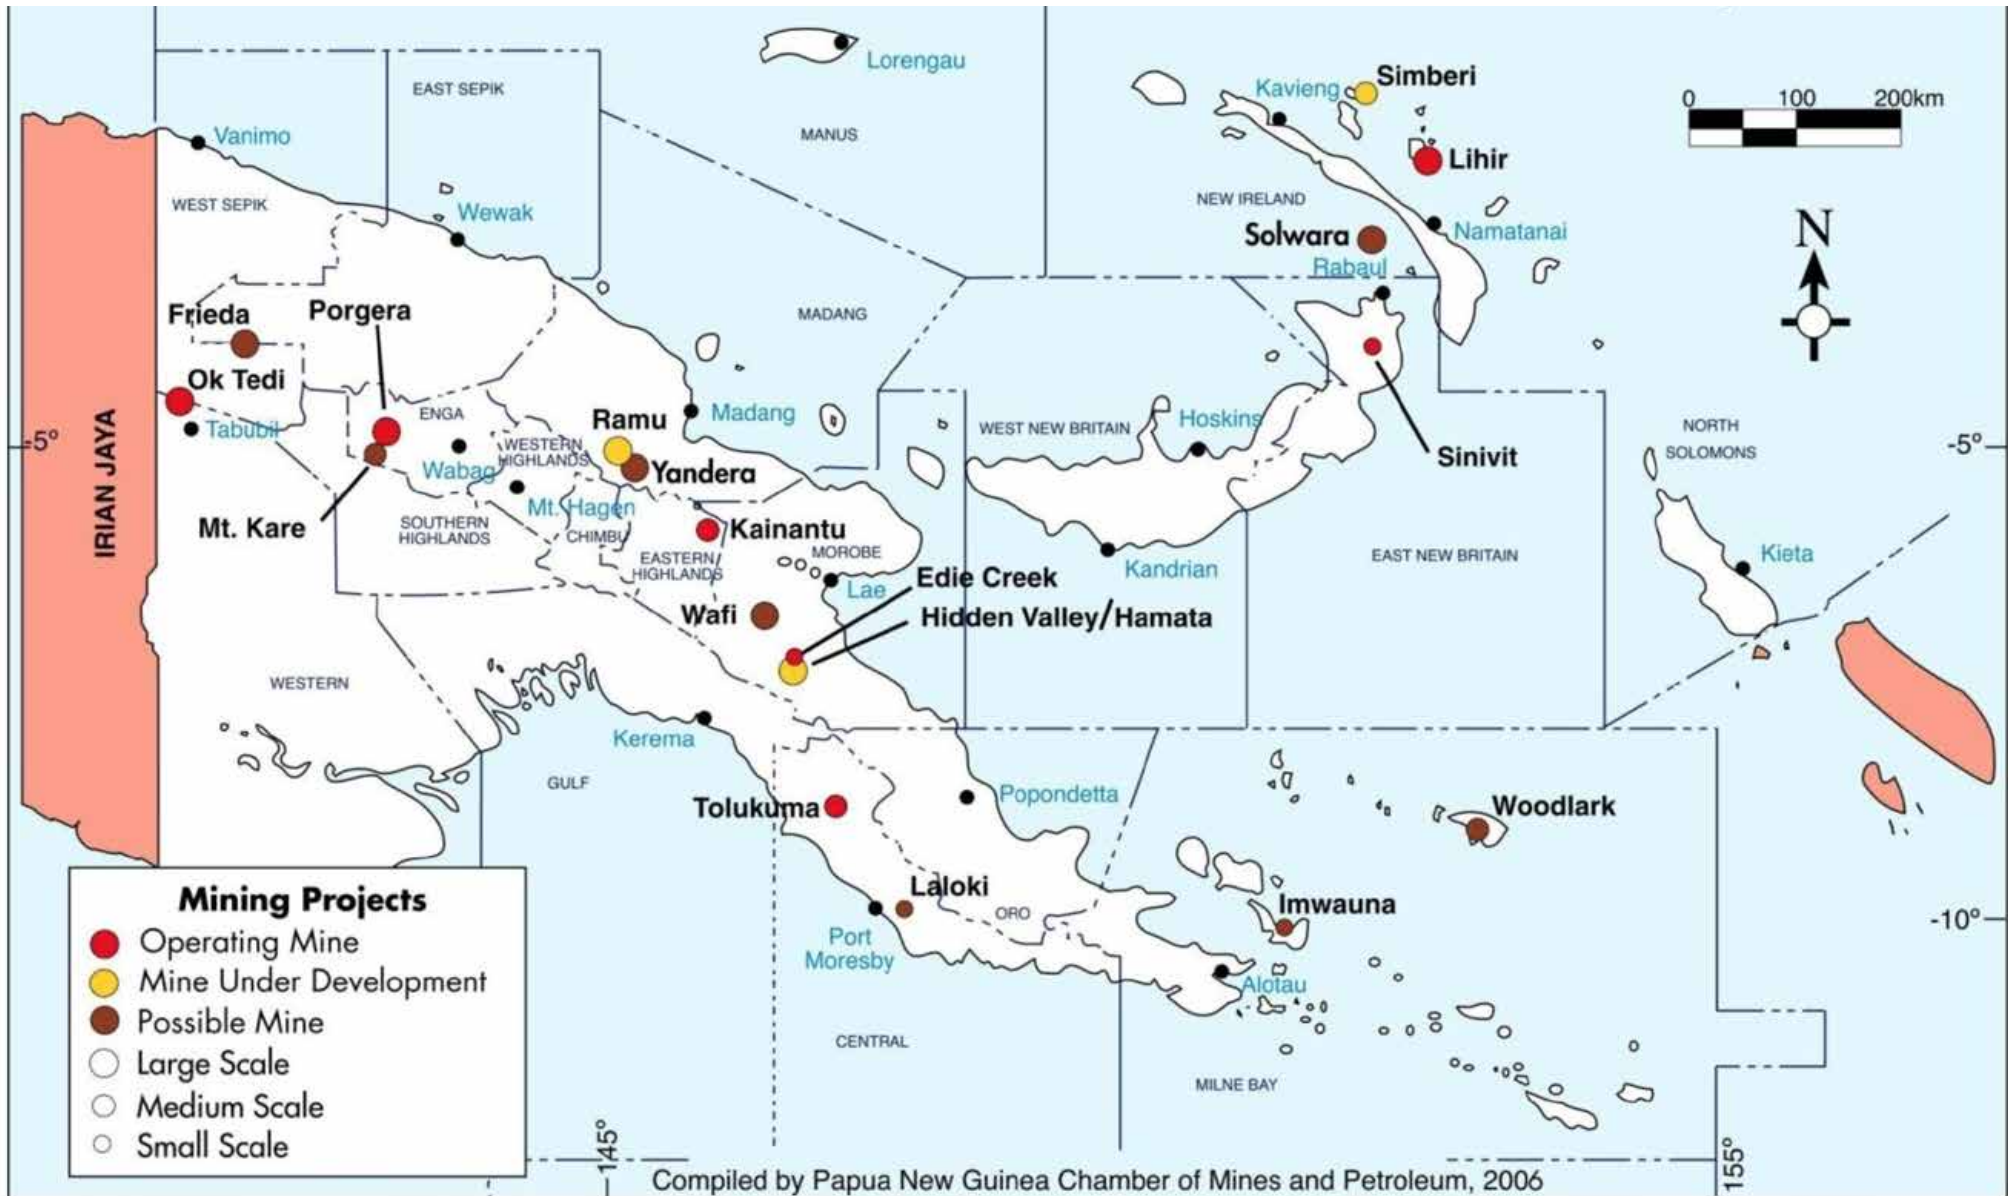 Lorengau
EAST SEPIK
MANUS
Kavieng
Simberi
0 100 200km
Vanimo
Lihir
WEST SEPIK
Wewak
NEW IRELAND
N
Solwara
Namatanai
Rabaul
Frieda
Porgera
MADANG
Ok Tedi
ENGA
Ramu
Madang
Hoskins
NORTH
SOLOMONS
-5°
Tabubil
WESTERN
HIGHLANDS
WEST NEW BRITAIN
Sinivit
-5°
IRIAN JAYA
Wabag
Yandera
Mt. Hagen
Mt. Kare
SOUTHERN
HIGHLANDS
CHIMBU
Kainantu
EASTERN
HIGHLANDS
MOROBE
EAST NEW BRITAIN
Kieta
Kandrian
Edie Creek
Lae
Wafi
Hidden Valley/Hamata
WESTERN
Kerema
GULF
Popondetta
Tolukuma
Woodlark
Laloki
Imwauna
ORO
-10°
Port
Moresby
Alotau
CENTRAL
MILNE BAY
Mining Projects
Operating Mine
Mine Under Development
Possible Mine
Large Scale
Medium Scale
Small Scale
145°
155°
Compiled by Papua New Guinea Chamber of Mines and Petroleum, 2006